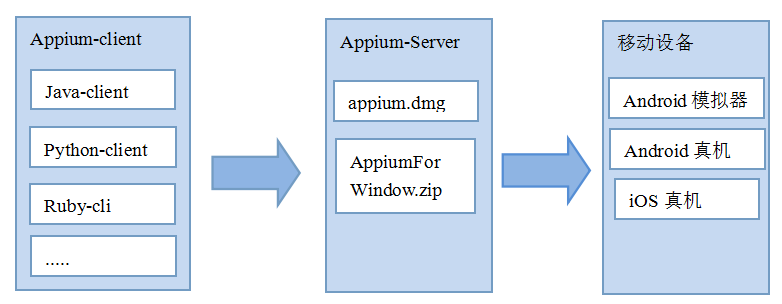 Appium-client
Java-client
Python-client
Ruby-cli
.....
Appium-Server
appium.dmg
AppiumFor
Window.zip
移动设备
Android 模拟器
Android 真机
iOS 真机